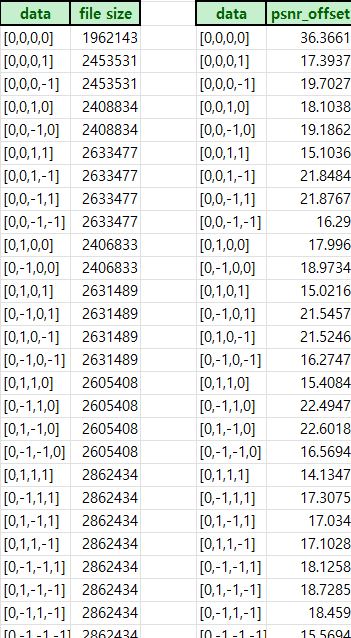 data file size data psnr_offset
[0,0,0,0] 1962143 [0,0,0,0] 36.3661
[0,0,0,1] 2453531 [0,0,0,1] 17.3937
[0,0,0,-1] 2453531 [0,0,0,-1] 19.7027
[0,0,1,0] 2408834 [0,0,1,0] 18.1038
[0,0,-1,0] 2408834 [0,0,-1,0] 19.1862
[0,0,1,1] 2633477 [0,0,1,1] 15.1036
[0,0,1,-1] 2633477 [0,0,1,-1] 21.8484
[0,0,-1,1] 2633477 [0,0,-1,1] 21.8767
[0,0,-1,-1] 2633477 [0,0,-1,-1] 16.29
[0,1,0,0] 2406833 [0,1,0,0] 17.996
[0,-1,0,0] 2406833 [0,-1,0,0] 18.9734
[0,1,0,1] 2631489 [0,1,0,1] 15.0216
[0,-1,0,1] 2631489 [0,-1,0,1] 21.5457
[0,1,0,-1] 2631489 [0,1,0,-1] 21.5246
[0,-1,0,-1] 2631489 [0,-1,0,-1] 16.2747
[0,1,1,0] 2605408 [0,1,1,0] 15.4084
[0,-1,1,0] 2605408 [0,-1,1,0] 22.4947
[0,1,-1,0] 2605408 [0,1,-1,0] 22.6018
[0,-1,-1,0] 2605408 [0,-1,-1,0] 16.5694
[0,1,1,1] 2862434 [0,1,1,1] 14.1347
[0,-1,1,1] 2862434 [0,-1,1,1] 17.3075
[0,1,-1,1] 2862434 [0,1,-1,1] 17.034
[0,1,1,-1] 2862434 [0,1,1,-1] 17.1028
[0,-1,-1,1] 2862434 [0,-1,-1,1] 18.1258
[0,1,-1,-1] 2862434 [0,1,-1,-1] 18.7285
[0,-1,1,-1] 2862434 [0,-1,1,-1] 18.459
[0,-1,-1,-1] 2862434 [0,-1,-1,-1] 15.5694